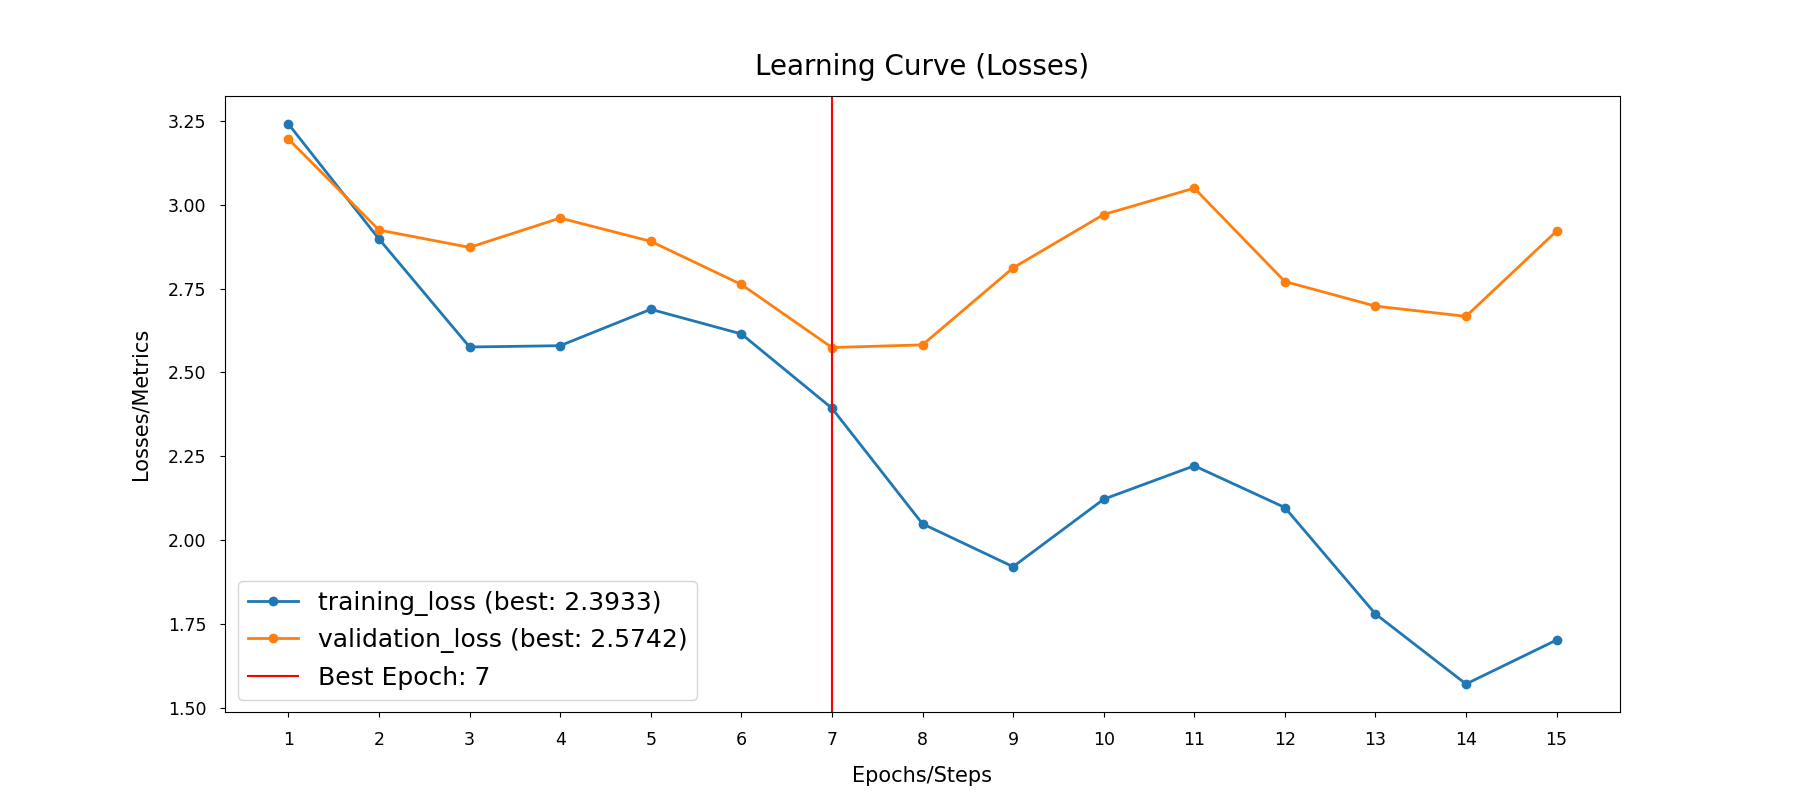 Learning Curve (Losses)
Losses/Metrics
3.25
3.00
2.75
2.50
2.25
2.00
1.75
1.50
training_loss (best: 2.3933)
validation_loss (best: 2.5742)
Best Epoch: 7
1 2 3 4 5 6 7 8 9 10 11 12 13 14 15
Epochs/Steps